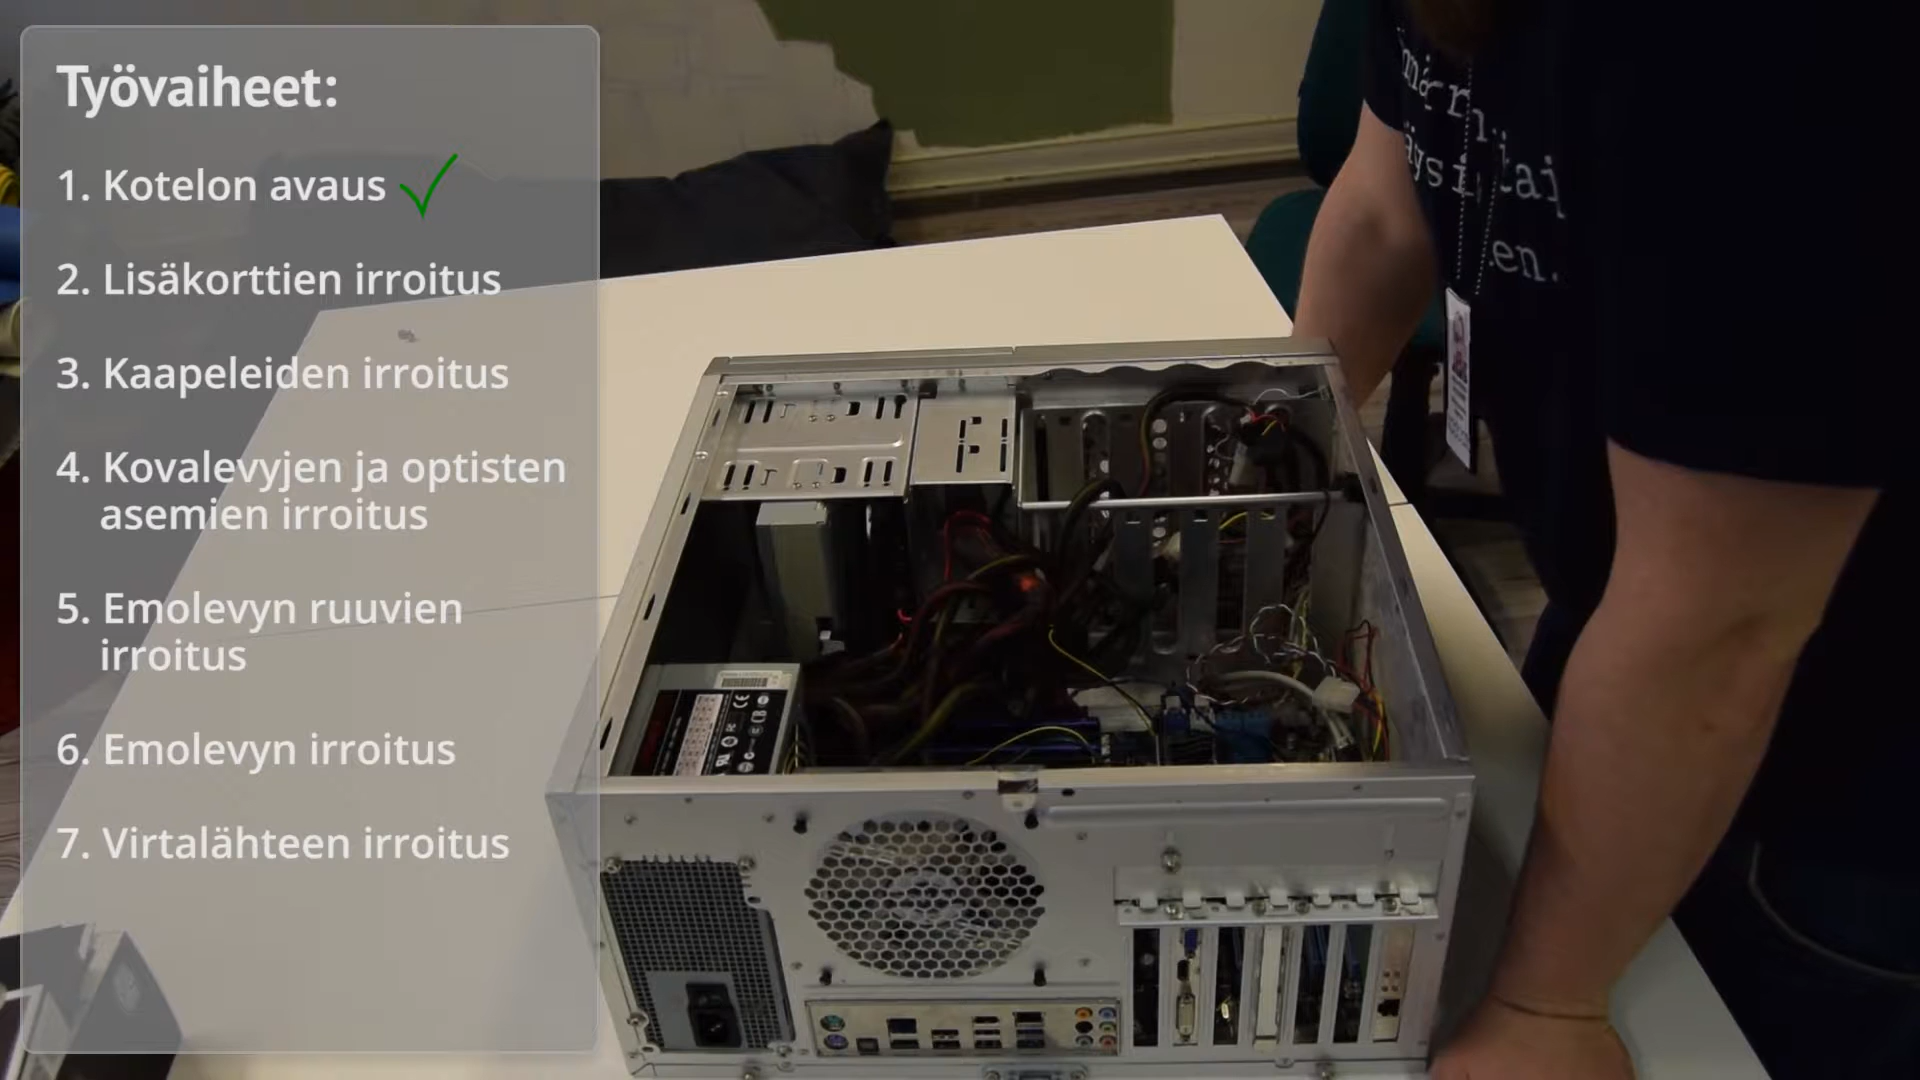 Työvaiheet:
1. Kotelon avaus
2. Lisäkorttien irroitus
3. Kaapeleiden irroitus
4. Kovalevyjen ja optisten
asemien irroitus
5. Emolevyn ruuvien
irroitus
6. Emolevyn irroitus
7. Virtalähteen irroitus
en.